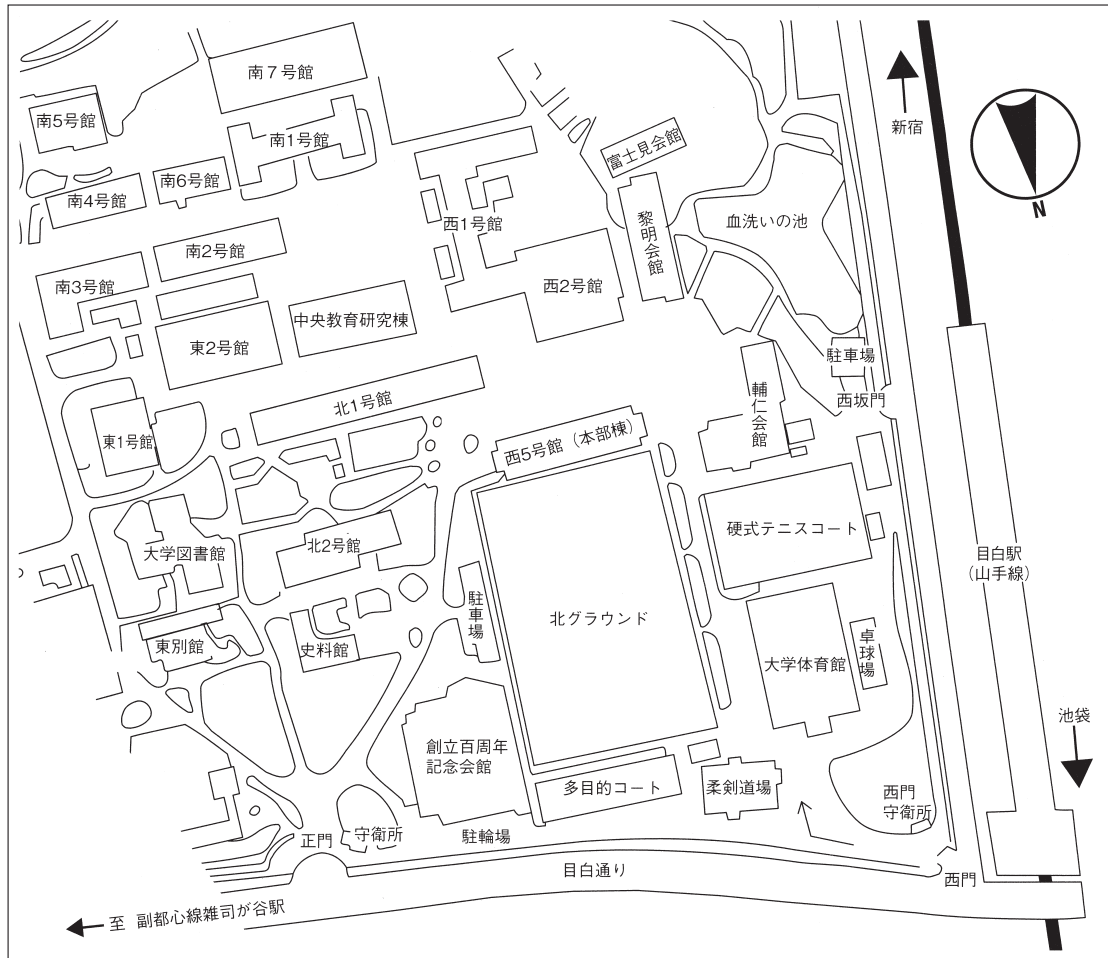 南7号館
南5号館
南1号館
新宿
富士見会館
南6号館
南4号館
血洗いの池
西1号館
黎明会館
N
南2号館
南3号館
西2号館
中央教育研究棟
東2号館
駐車場
北1号館
輔仁会館
西坂門
東1号館
西5号館（本部棟）
硬式テニスコート
大学図書館
北2号館
目白駅
（山手線）
駐車場
北グラウンド
東別館
史料館
大学体育館
卓球場
池袋
創立百周年
記念会館
多目的コート
柔剣道場
西門
守衛所
正門
守衛所
駐輪場
目白通り
西門
至 副都心線雑司が谷駅